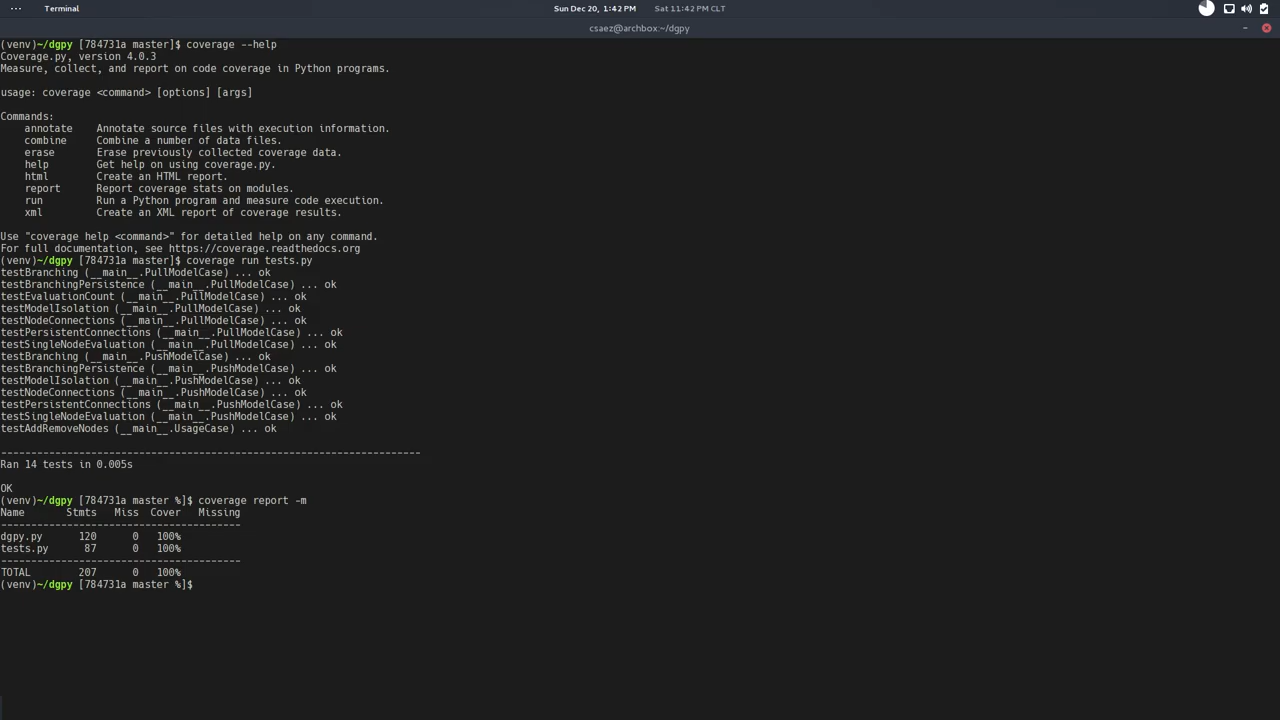 ··· Terminal Sun Dec 20, 1:42 PM Sat 11:42 PM CLT
csaez@archbox:~/dgpy
(venv)~/dgpy [784731a master]$ coverage --help
Coverage.py, version 4.0.3
Measure, collect, and report on code coverage in Python programs.
usage: coverage <command> [options] [args]
Commands:
annotate Annotate source files with execution information.
combine Combine a number of data files.
erase Erase previously collected coverage data.
help Get help on using coverage.py.
html Create an HTML report.
report Report coverage stats on modules.
run Run a Python program and measure code execution.
xml Create an XML report of coverage results.
Use "coverage help <command>" for detailed help on any command.
For full documentation, see https://coverage.readthedocs.org
(venv)~/dgpy [784731a master]$ coverage run tests.py
testBranching (__main__.PullModelCase) ... ok
testBranchingPersistence (__main__.PullModelCase) ... ok
testEvaluationCount (__main__.PullModelCase) ... ok
testModelIsolation (__main__.PullModelCase) ... ok
testNodeConnections (__main__.PullModelCase) ... ok
testPersistentConnections (__main__.PullModelCase) ... ok
testSingleNodeEvaluation (__main__.PullModelCase) ... ok
testBranching (__main__.PushModelCase) ... ok
testBranchingPersistence (__main__.PushModelCase) ... ok
testModelIsolation (__main__.PushModelCase) ... ok
testNodeConnections (__main__.PushModelCase) ... ok
testPersistentConnections (__main__.PushModelCase) ... ok
testSingleNodeEvaluation (__main__.PushModelCase) ... ok
testAddRemoveNodes (__main__.UsageCase) ... ok
----------------------------------------------------------------------
Ran 14 tests in 0.005s
OK
(venv)~/dgpy [784731a master %]$ coverage report -m
Name Stmts Miss Cover Missing
----------------------------------------
dgpy.py 120 0 100%
tests.py 87 0 100%
----------------------------------------
TOTAL 207 0 100%
(venv)~/dgpy [784731a master %]$